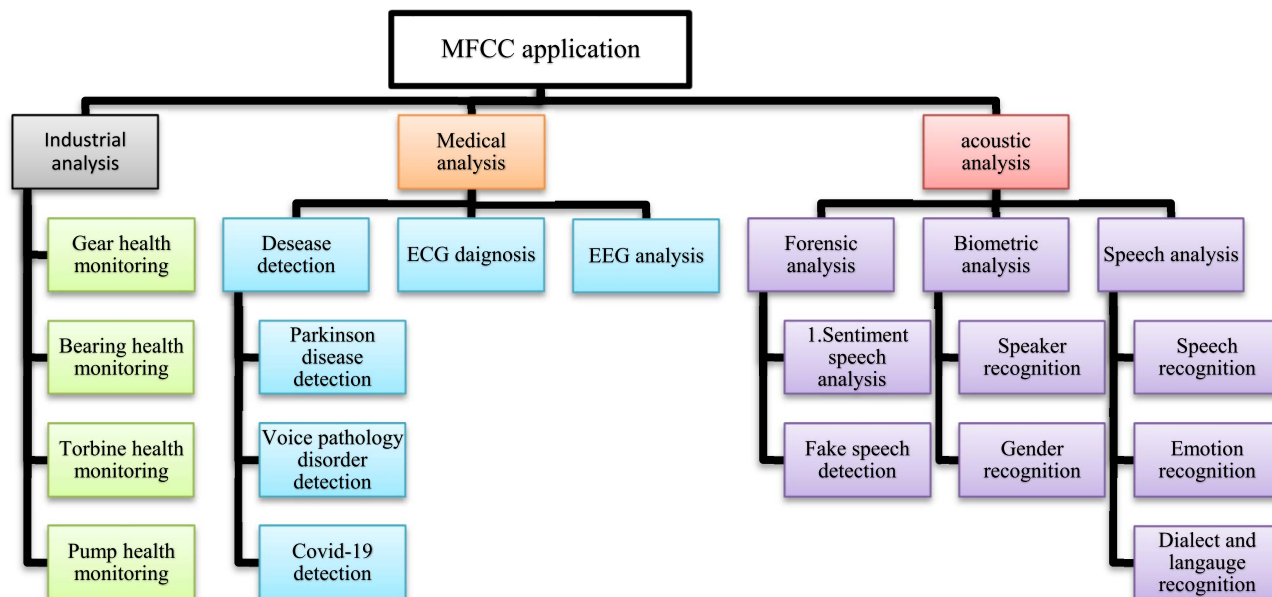 MFCC application
Industrial
analysis
Medical
analysis
acoustic
analysis
Gear health
monitoring
Desease
detection
ECG daignosis
EEG analysis
Forensic
analysis
Biometric
analysis
Speech analysis
Bearing health
monitoring
Parkinson
disease
detection
1.Sentiment
speech
analysis
Speaker
recognition
Speech
recognition
Torbine health
monitoring
Voice pathology
disorder
detection
Fake speech
detection
Gender
recognition
Emotion
recognition
Pump health
monitoring
Covid-19
detection
Dialect and
langauge
recognition